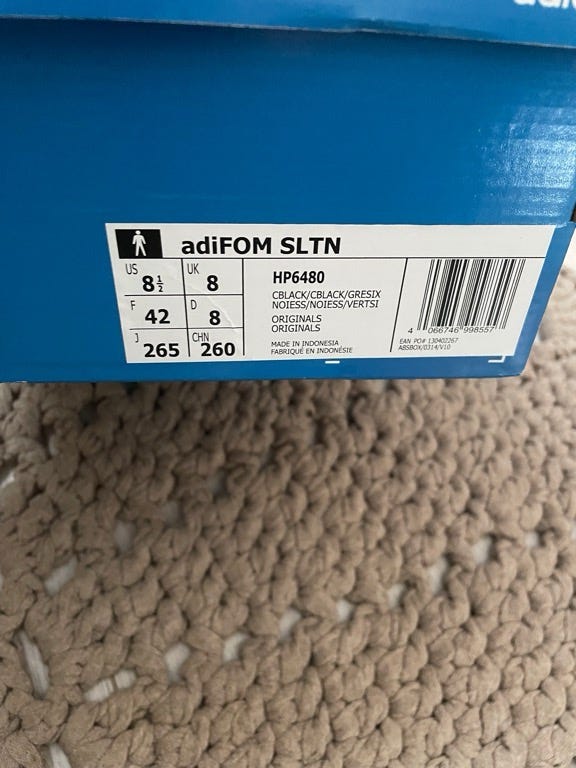 adiFOM SLTN
US 8½ UK 8
F 42 D 8
J 265 CHN 260
HP6480
CBLACK/CBLACK/GRESIX
NOIESS/NOIESS/VERTSI
ORIGINALS
ORIGINALS
MADE IN INDONESIA
FABRIQUÉ EN INDONÉSIE
4 066746 998557
EAN PO# 130402267
ABSBOX/0314/V10